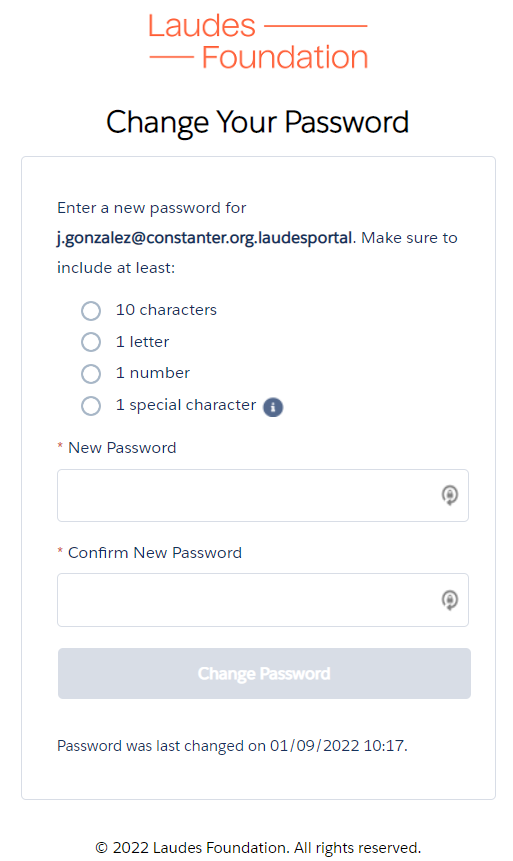 Laudes
Foundation
Change Your Password
Enter a new password for
j.gonzalez@constanter.org.laudesportal. Make sure to
include at least:
10 characters
1 letter
1 number
1 special character i
* New Password
* Confirm New Password
Change Password
Password was last changed on 01/09/2022 10:17.
© 2022 Laudes Foundation. All rights reserved.